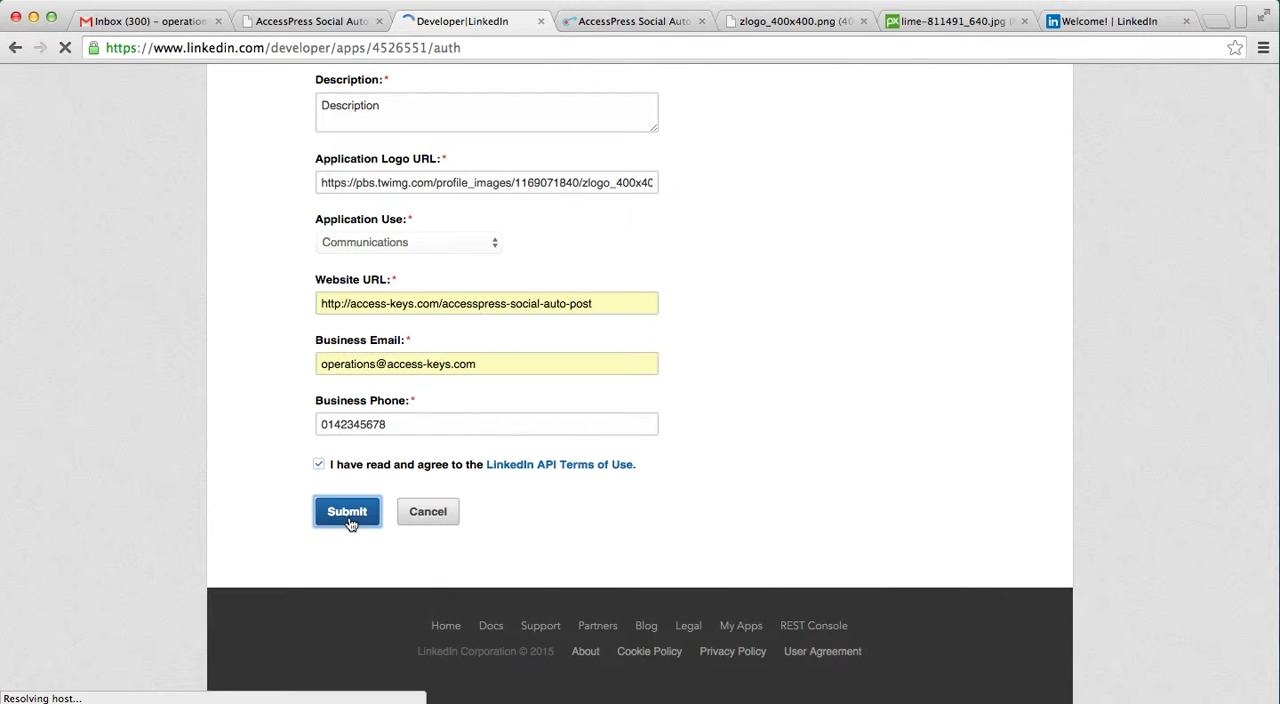 Inbox (300) – operation
AccessPress Social Auto
Developer|LinkedIn
AccessPress Social Auto
zlogo_400x400.png (40
lime-811491_640.jpg (
Welcome! | LinkedIn
https://www.linkedin.com/developer/apps/4526551/auth
Description:*
Description
Application Logo URL:*
https://pbs.twimg.com/profile_images/1169071840/zlogo_400x40
Application Use:*
Communications
Website URL:*
http://access-keys.com/accesspress-social-auto-post
Business Email:*
operations@access-keys.com
Business Phone:*
0142345678
I have read and agree to the LinkedIn API Terms of Use.
Submit Cancel
Home Docs Support Partners Blog Legal My Apps REST Console
LinkedIn Corporation © 2015 About Cookie Policy Privacy Policy User Agreement
Resolving host...